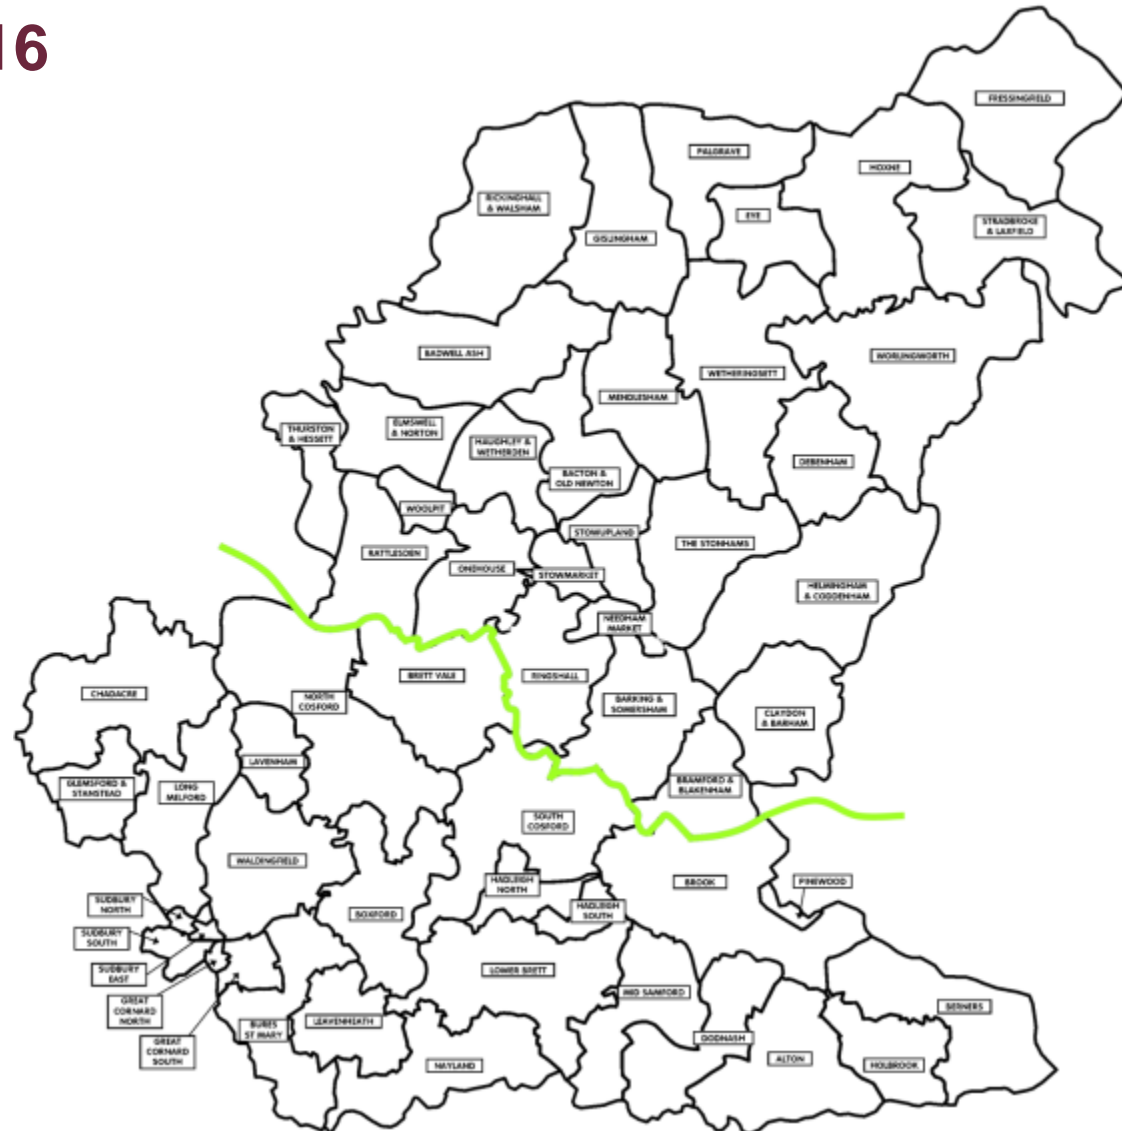 16
FRESSINGFIELD
PALGRAVE
HOXNE
RICKINGHALL
& WALSHAM
EYE
STRADBROKE
& LAXFIELD
GISLINGHAM
BADWELL ASH
WORLINGWORTH
WETHERINGSETT
MENDLESHAM
THURSTON
& HESSETT
ELMSWELL
& NORTON
HAUGHLEY &
WETHERDEN
DEBENHAM
BACTON &
OLD NEWTON
WOOLPIT
STOWUPLAND
THE STONHAMS
RATTLESDEN
ONEHOUSE
STOWMARKET
HELMINGHAM
& CODDENHAM
NEEDHAM
MARKET
BRETT VALE
RINGSHALL
CHADACRE
NORTH
COSFORD
BARKING &
SOMERSHAM
CLAYDON
& BARHAM
LAVENHAM
GLEMSFORD &
STANSTEAD
LONG
MELFORD
BRAMFORD &
BLAKENHAM
SOUTH
COSFORD
WALDINGFIELD
HADLEIGH
NORTH
BROOK
PINEWOOD
SUDBURY
NORTH
BOXFORD
HADLEIGH
SOUTH
SUDBURY
SOUTH
SUDBURY
EAST
LOWER BRETT
MID SAMFORD
GREAT
CORNARD
NORTH
BERNERS
BURES
ST MARY
LEAVENHEATH
DODNASH
GREAT
CORNARD
SOUTH
ALTON
NAYLAND
HOLBROOK